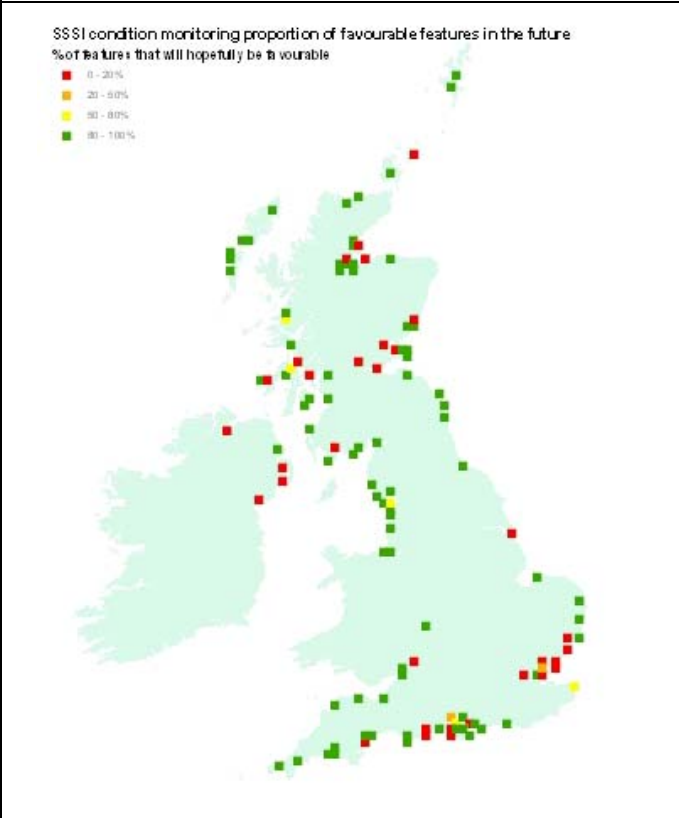 SSSI condition monitoring proportion of favourable features in the future
% of features that will hopefully be favourable
0 - 20%
20 - 50%
50 - 80%
80 - 100%